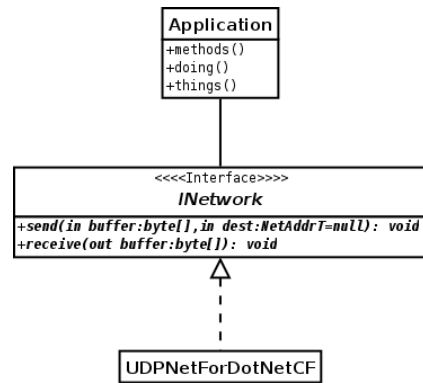 Application
+methods()
+doing()
+things()
<<<<Interface>>>>
INetwork
+send(in buffer:byte[],in dest:NetAddrT=null): void
+receive(out buffer:byte[]): void
UDPNetForDotNetCF